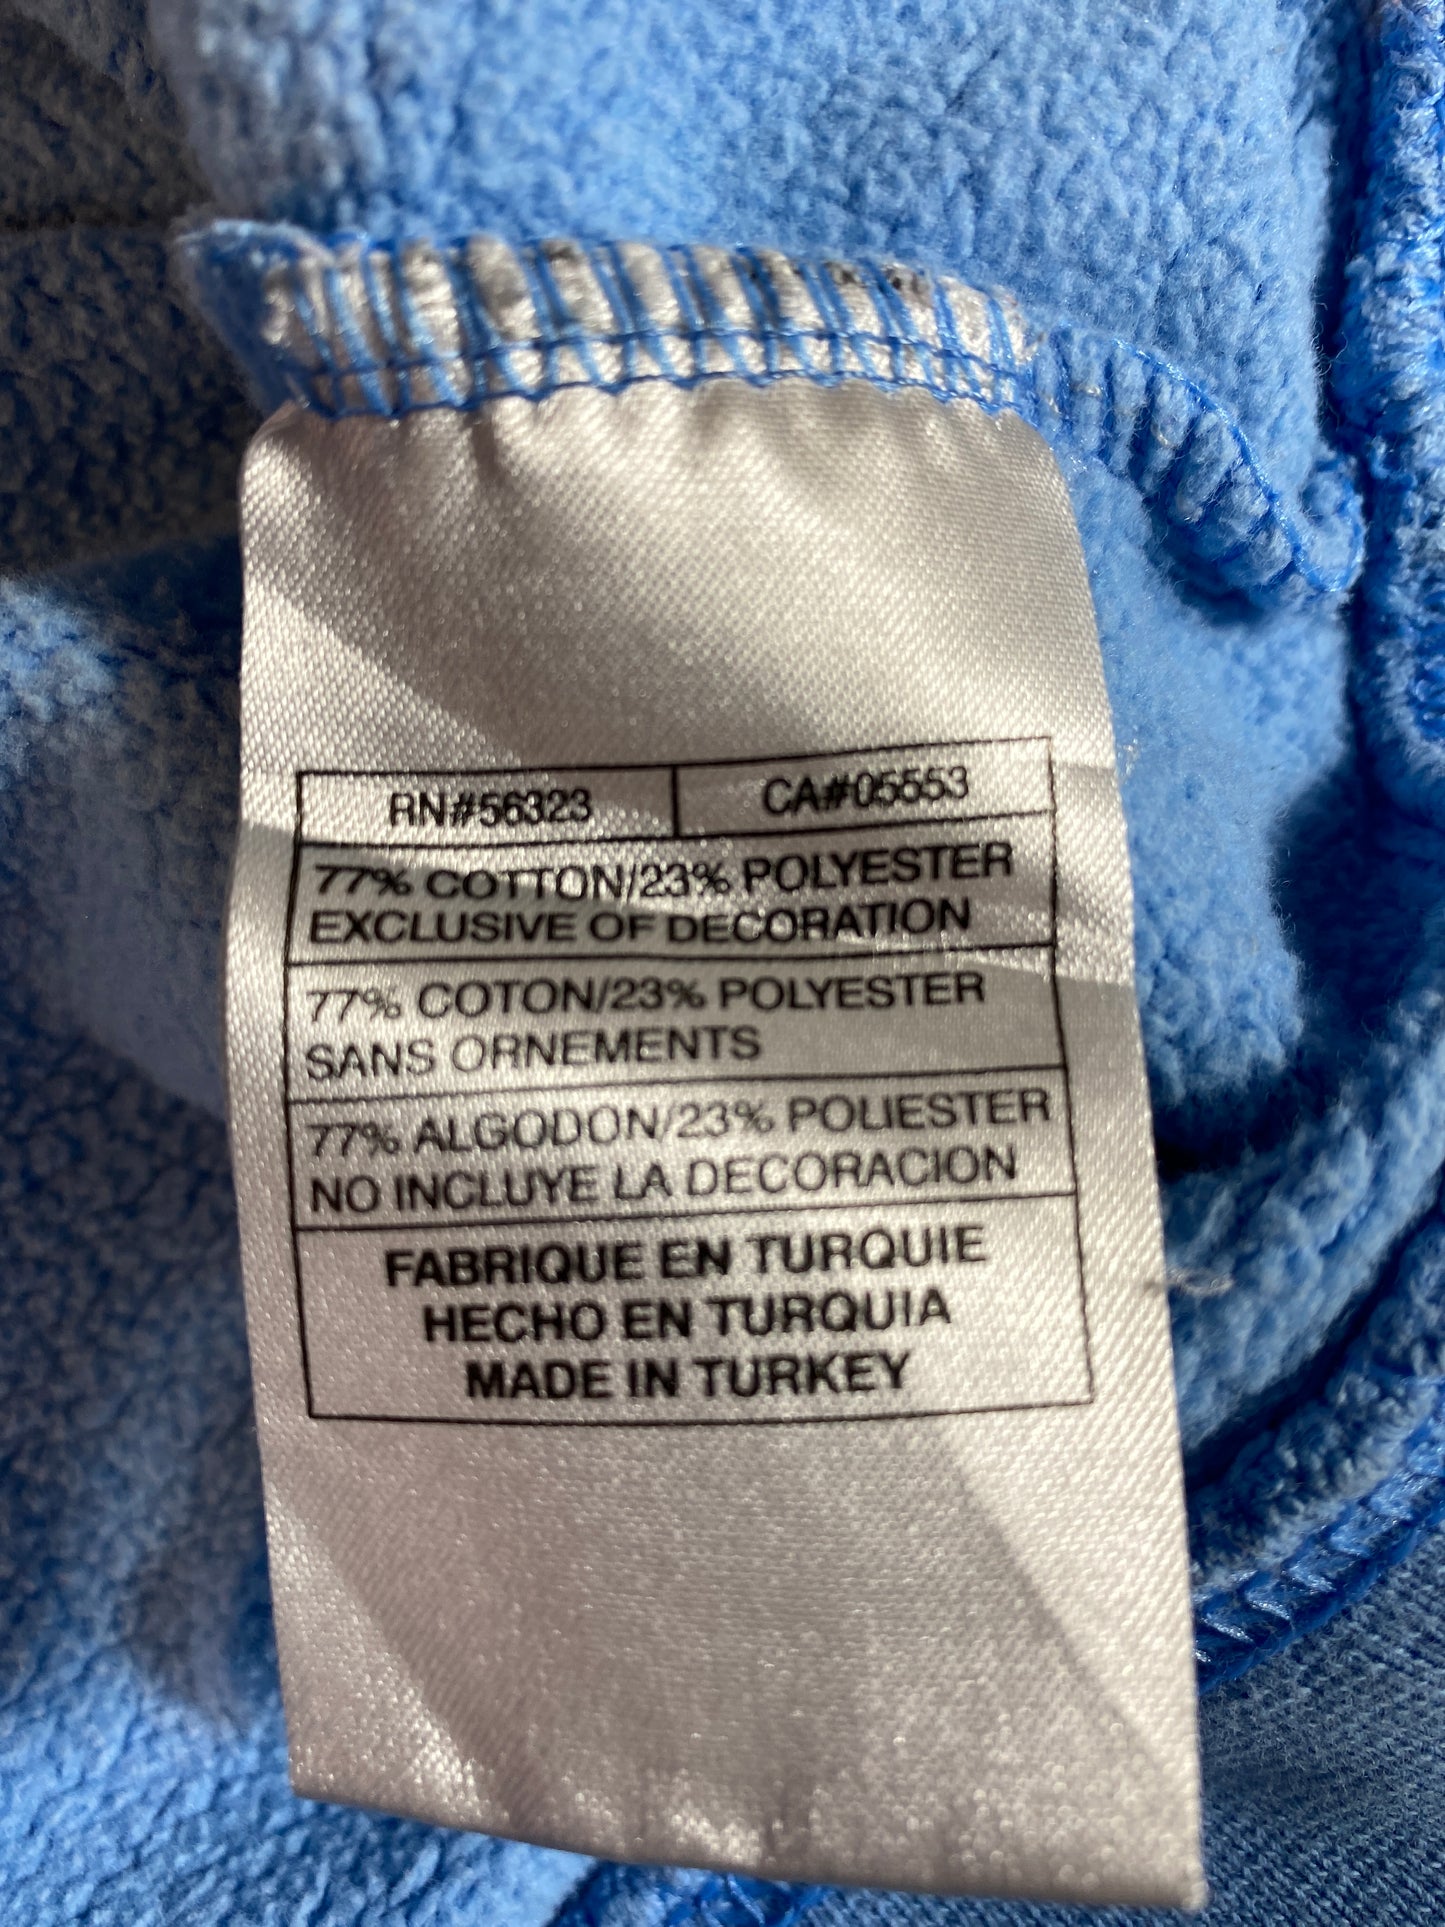 RN#56323 CA#05553
77% COTTON/23% POLYESTER
EXCLUSIVE OF DECORATION
77% COTON/23% POLYESTER
SANS ORNEMENTS
77% ALGODON/23% POLIESTER
NO INCLUYE LA DECORACION
FABRIQUE EN TURQUIE
HECHO EN TURQUIA
MADE IN TURKEY